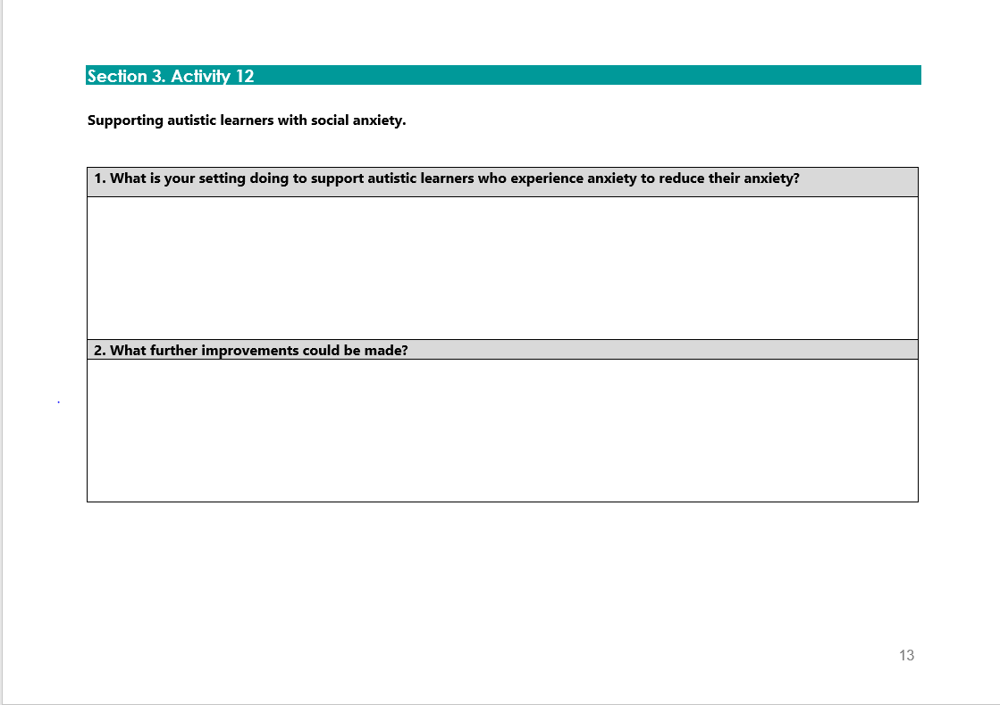 Section 3. Activity 12
Supporting autistic learners with social anxiety.
1. What is your setting doing to support autistic learners who experience anxiety to reduce their anxiety?
2. What further improvements could be made?
13